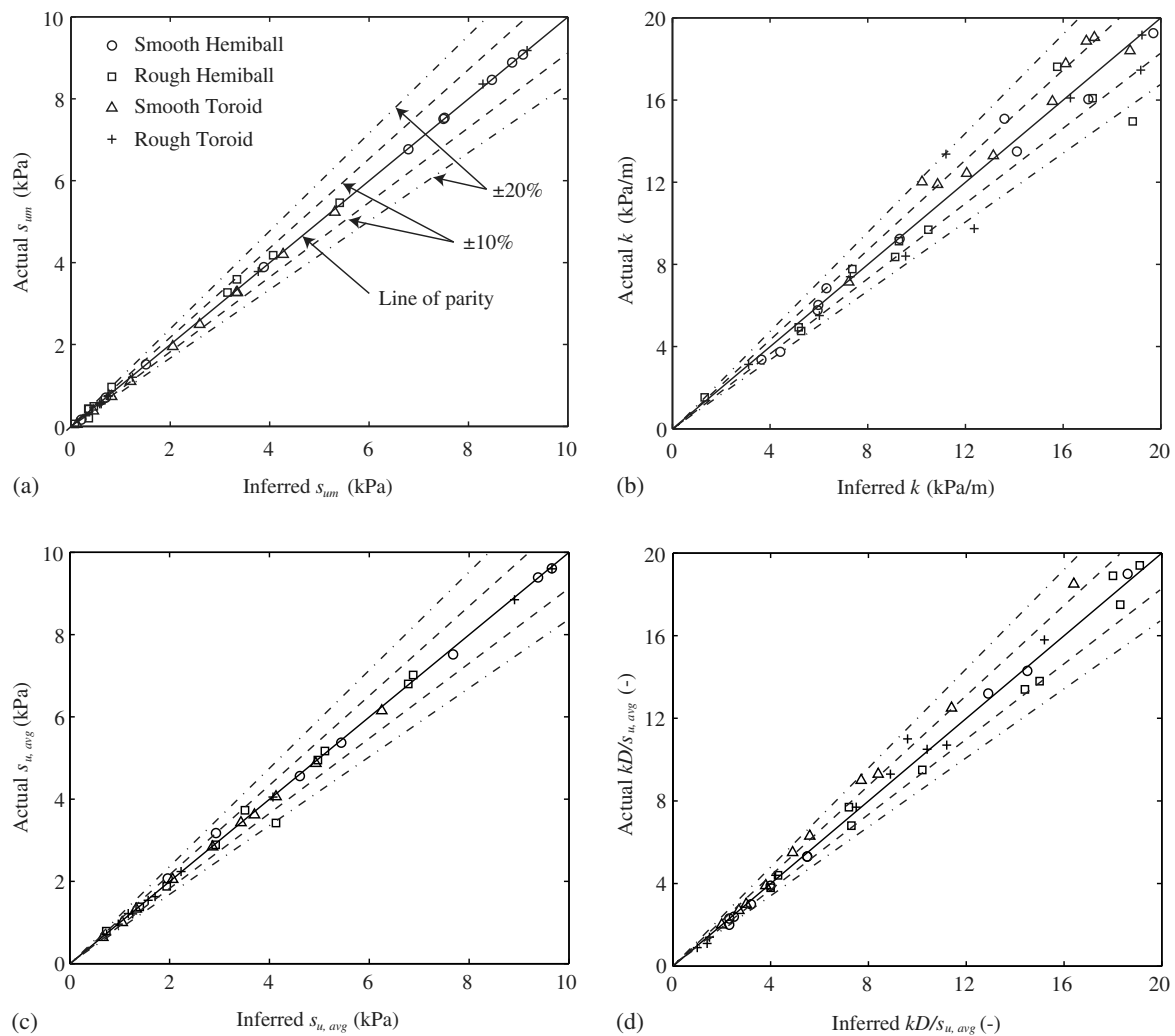 10
8
6
4
2
0
Actual s_um (kPa)
Smooth Hemiball
Rough Hemiball
Smooth Toroid
Rough Toroid
±20%
±10%
Line of parity
0 2 4 6 8 10
(a)
Inferred s_um (kPa)
20
16
12
8
4
0
Actual k (kPa/m)
0 4 8 12 16 20
(b)
Inferred k (kPa/m)
10
8
6
4
2
0
Actual s_u, avg (kPa)
0 2 4 6 8 10
(c)
Inferred s_u, avg (kPa)
20
16
12
8
4
0
Actual kD/s_u, avg (-)
0 4 8 12 16 20
(d)
Inferred kD/s_u, avg (-)